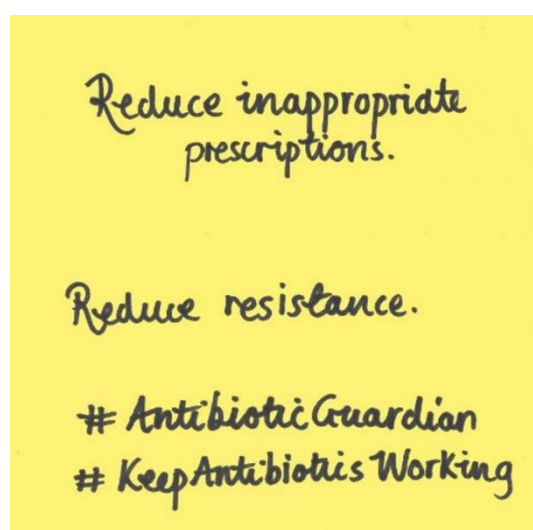 Reduce inappropriate
prescriptions.
Reduce resistance.
# AntibioticGuardian
# KeepAntibioticsWorking